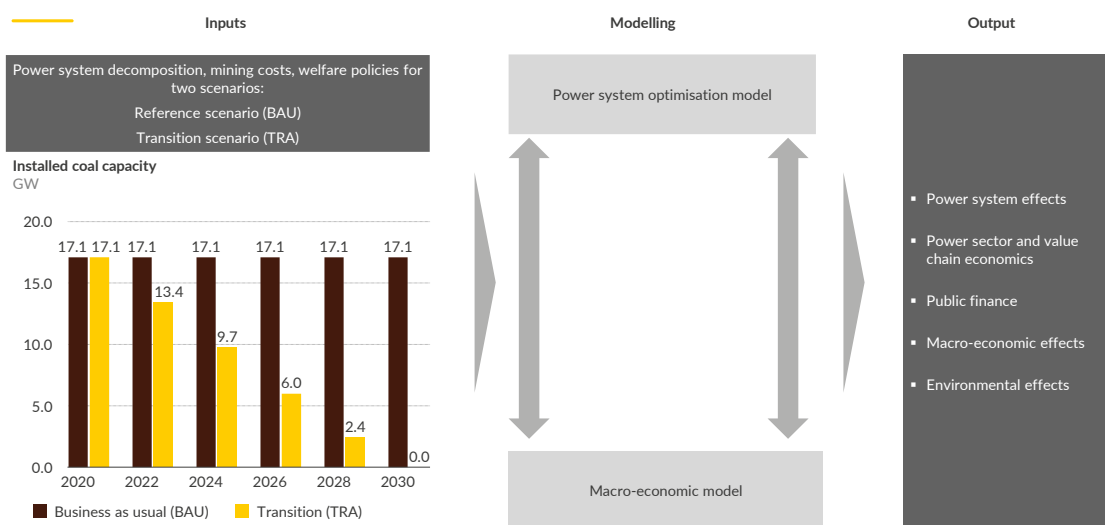 Inputs
Power system decomposition, mining costs, welfare policies for
two scenarios:
Reference scenario (BAU)
Transition scenario (TRA)
Installed coal capacity
GW
20.0
15.0
10.0
5.0
0.0
17.1 17.1 17.1 17.1 17.1 17.1 17.1
13.4
9.7
6.0
2.4
0.0
2020 2022 2024 2026 2028 2030
Business as usual (BAU) Transition (TRA)
Modelling
Power system optimisation model
Macro-economic model
Output
▪ Power system effects
▪ Power sector and value
chain economics
▪ Public finance
▪ Macro-economic effects
▪ Environmental effects